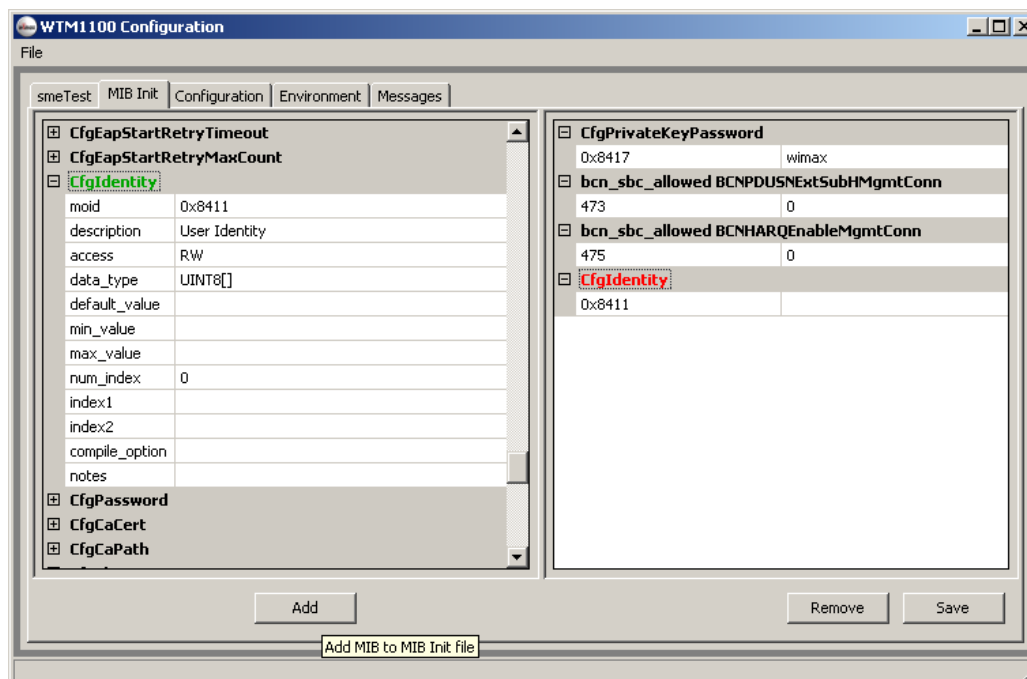 WTM1100 Configuration
File
smeTest MIB Init Configuration Environment Messages
CfgEapStartRetryTimeout
CfgEapStartRetryMaxCount
CfgIdentity
moid 0x8411
description User Identity
access RW
data_type UINT8[]
default_value
min_value
max_value
num_index 0
index1
index2
compile_option
notes
CfgPassword
CfgCaCert
CfgCaPath
CfgPrivateKeyPassword
0x8417 wimax
bcn_sbc_allowed BCNPDUSNExtSubHMgmtConn
473 0
bcn_sbc_allowed BCNHARQEnableMgmtConn
475 0
CfgIdentity
0x8411
Add
Remove
Save
Add MIB to MIB Init file